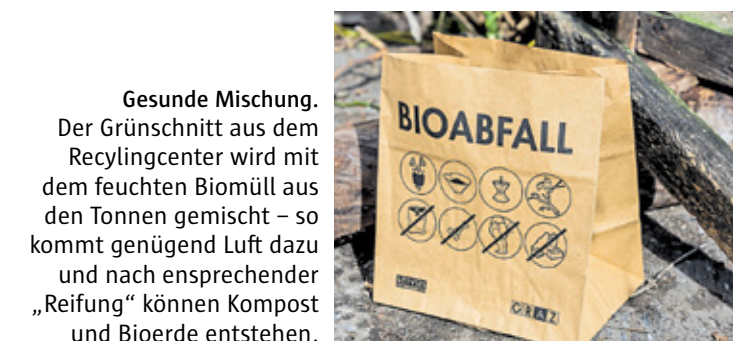 Gesunde Mischung.
Der Grünschnitt aus dem
Recylingcenter wird mit
dem feuchten Biomüll aus
den Tonnen gemischt – so
kommt genügend Luft dazu
und nach ensprechender
„Reifung“ können Kompost
und Bioerde entstehen.
BIOABFALL
GRAZ